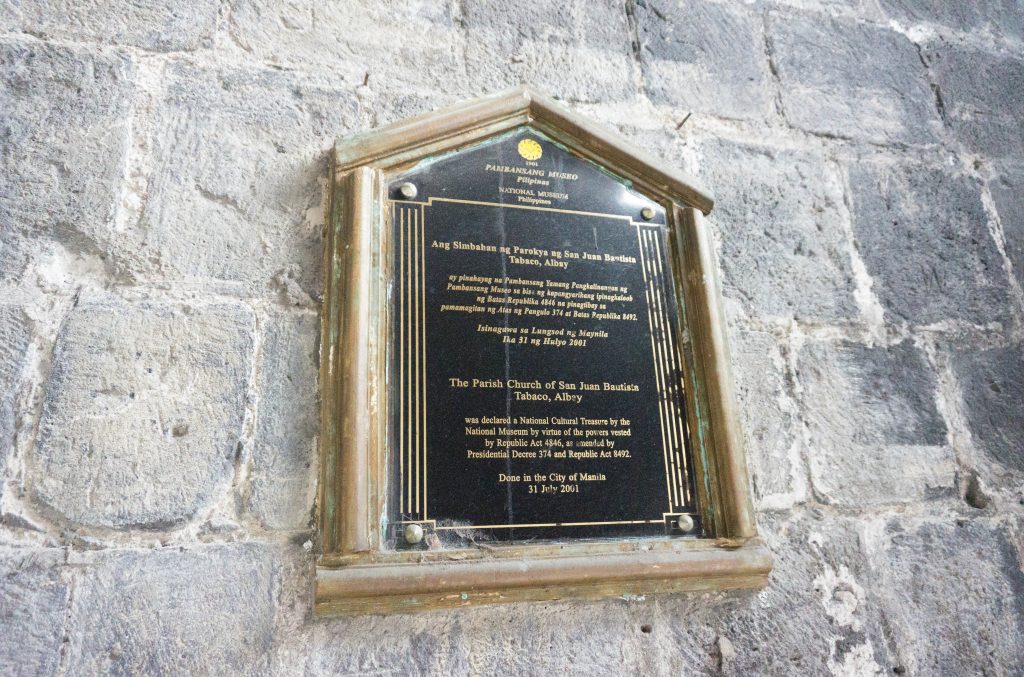 1901
PAMBANSANG MUSEO
Pilipinas
NATIONAL MUSEUM
Philippines
Ang Simbahan ng Parokya ng San Juan Bautista
Tabaco, Albay
ay pinahayag na Pambansang Yamang Pangkalinangan ng
Pambansang Museo sa bisa ng kapangyarihang ipinagkaloob
ng Batas Republika 4846 na pinagtibay sa
pamamagitan ng Atas ng Pangulo 374 at Batas Republika 8492.
Isinagawa sa Lungsod ng Maynila
Ika 31 ng Hulyo 2001
The Parish Church of San Juan Bautista
Tabaco, Albay
was declared a National Cultural Treasure by the
National Museum by virtue of the powers vested
by Republic Act 4846, as amended by
Presidential Decree 374 and Republic Act 8492.
Done in the City of Manila
31 July 2001